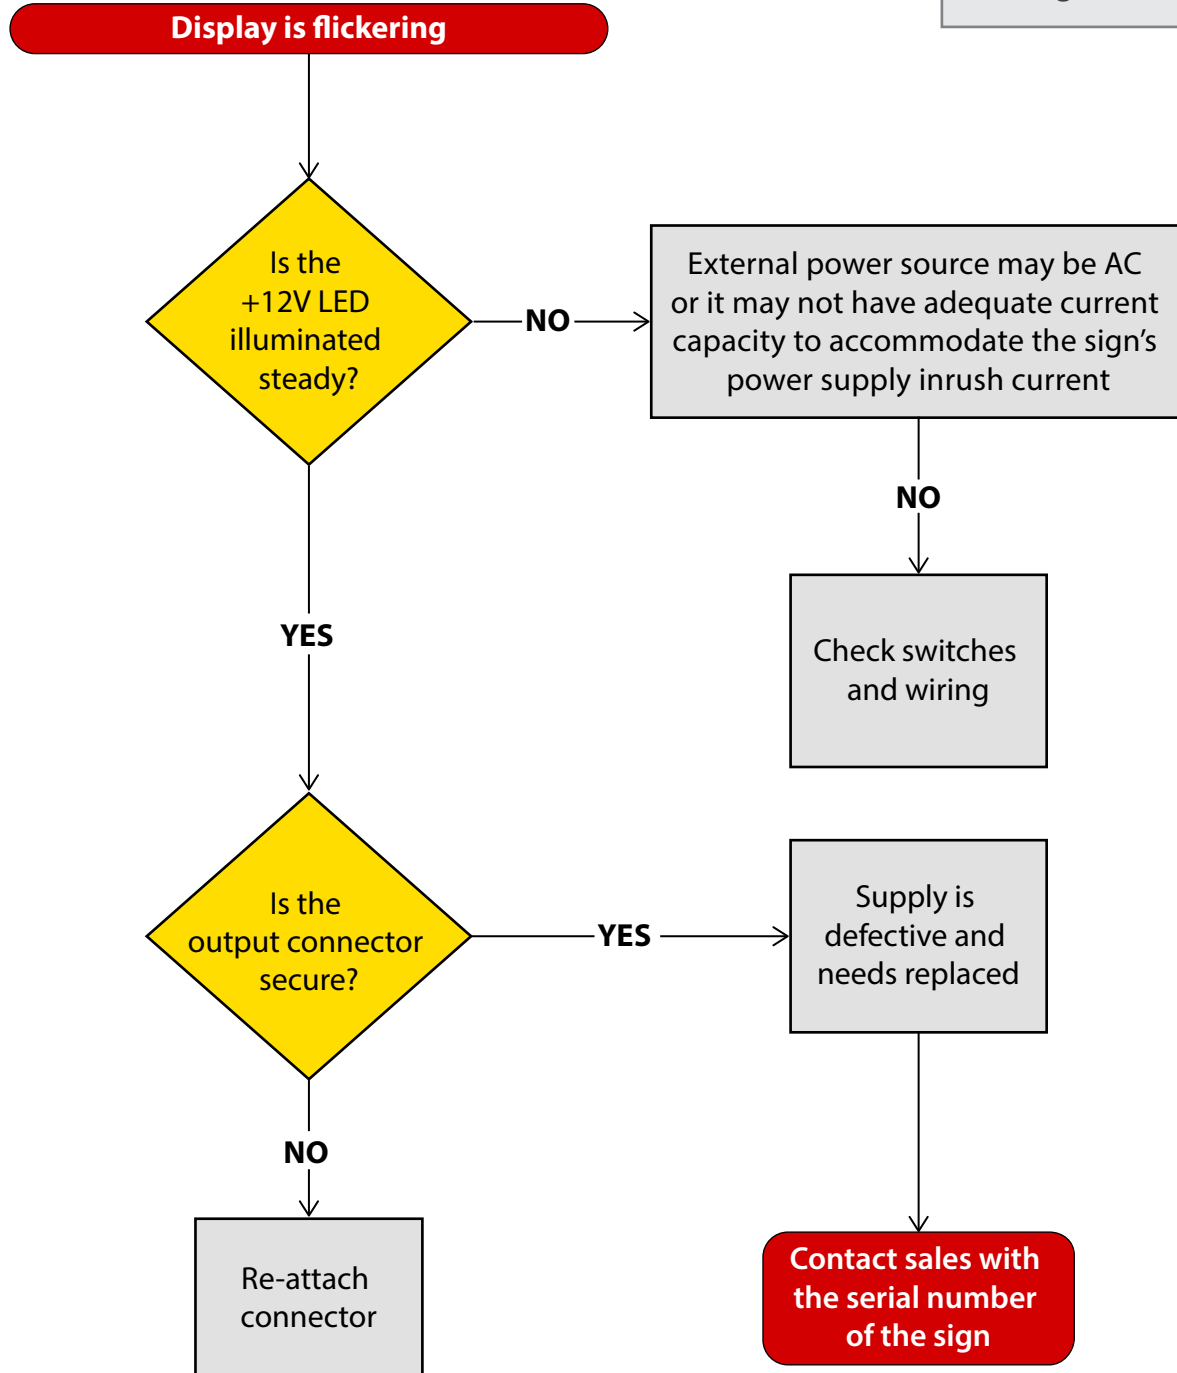 Display is flickering
Is the
+12V LED
illuminated
steady?
NO
External power source may be AC
or it may not have adequate current
capacity to accommodate the sign’s
power supply inrush current
NO
Check switches
and wiring
YES
Is the
output connector
secure?
YES
Supply is
defective and
needs replaced
NO
Re-attach
connector
Contact sales with
the serial number
of the sign